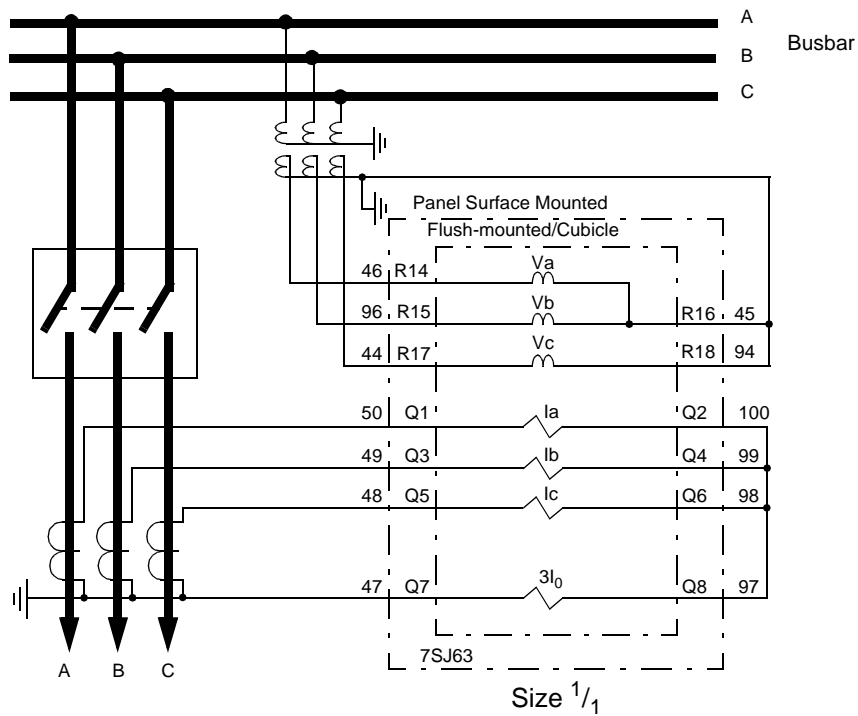 A
B
Busbar
C
Panel Surface Mounted
Flush-mounted/Cubicle
46 R14 Va
96 R15 Vb R16 45
44 R17 Vc R18 94
50 Q1 Ia Q2 100
49 Q3 Ib Q4 99
48 Q5 Ic Q6 98
47 Q7 3I0 Q8 97
A B C
7SJ63
Size 1/1